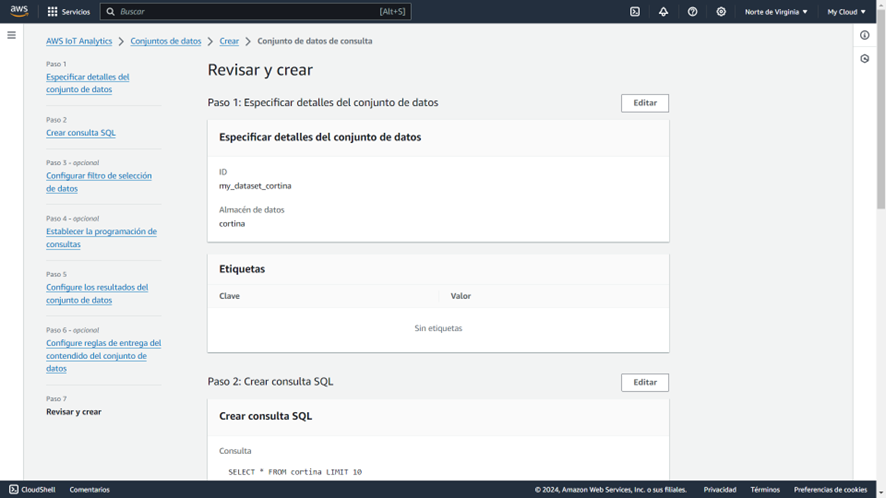 aws
Servicios
Buscar
[Alt+S]
Norte de Virginia
My Cloud
AWS IoT Analytics
Conjuntos de datos
Crear
Conjunto de datos de consulta
Paso 1
Especificar detalles del
conjunto de datos
Paso 2
Crear consulta SQL
Paso 3 - opcional
Configurar filtro de selección
de datos
Paso 4 - opcional
Establecer la programación de
consultas
Paso 5
Configure los resultados del
conjunto de datos
Paso 6 - opcional
Configure reglas de entrega del
contendido del conjunto de
datos
Paso 7
Revisar y crear
Revisar y crear
Paso 1: Especificar detalles del conjunto de datos
Editar
Especificar detalles del conjunto de datos
ID
my_dataset_cortina
Almacén de datos
cortina
Etiquetas
Clave
Valor
Sin etiquetas
Paso 2: Crear consulta SQL
Editar
Crear consulta SQL
Consulta
SELECT * FROM cortina LIMIT 10
CloudShell
Comentarios
© 2024, Amazon Web Services, Inc. o sus filiales.
Privacidad
Términos
Preferencias de cookies